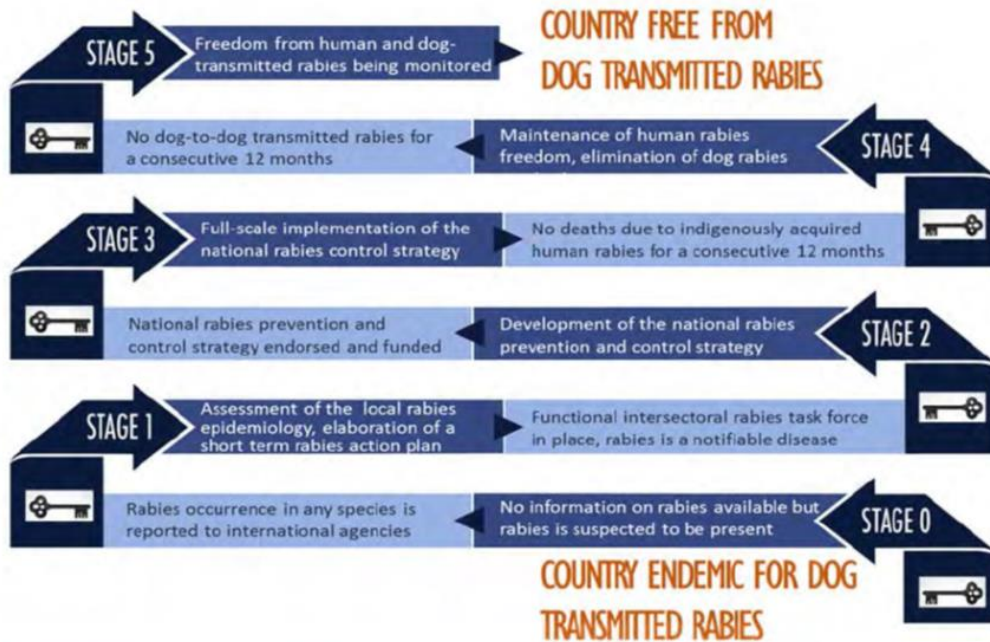 STAGE 5
Freedom from human and dog-
transmitted rabies being monitored
COUNTRY FREE FROM
DOG TRANSMITTED RABIES
No dog-to-dog transmitted rabies for
a consecutive 12 months
Maintenance of human rabies
freedom, elimination of dog rabies
STAGE 4
STAGE 3
Full-scale implementation of the
national rabies control strategy
No deaths due to indigenously acquired
human rabies for a consecutive 12 months
National rabies prevention and
control strategy endorsed and funded
Development of the national rabies
prevention and control strategy
STAGE 2
STAGE 1
Assessment of the local rabies
epidemiology, elaboration of a
short term rabies action plan
Functional intersectoral rabies task force
in place, rabies is a notifiable disease
Rabies occurrence in any species is
reported to international agencies
No information on rabies available but
rabies is suspected to be present
STAGE 0
COUNTRY ENDEMIC FOR DOG
TRANSMITTED RABIES